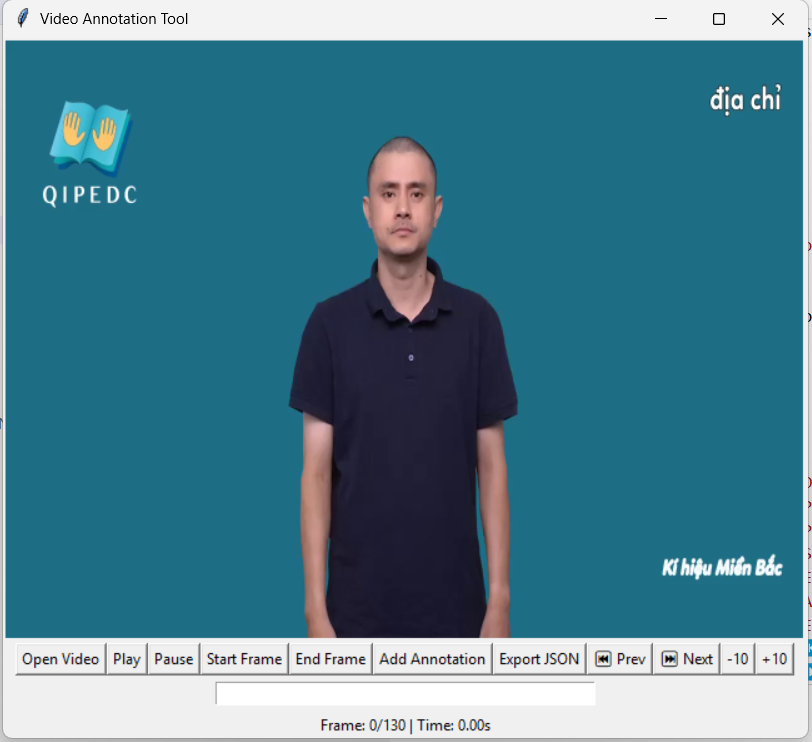 Video Annotation Tool
địa chỉ
QIPEDC
Kí hiệu Miền Bắc
Open Video Play Pause Start Frame End Frame Add Annotation Export JSON ⏮ Prev ⏭ Next -10 +10
Frame: 0/130 | Time: 0.00s